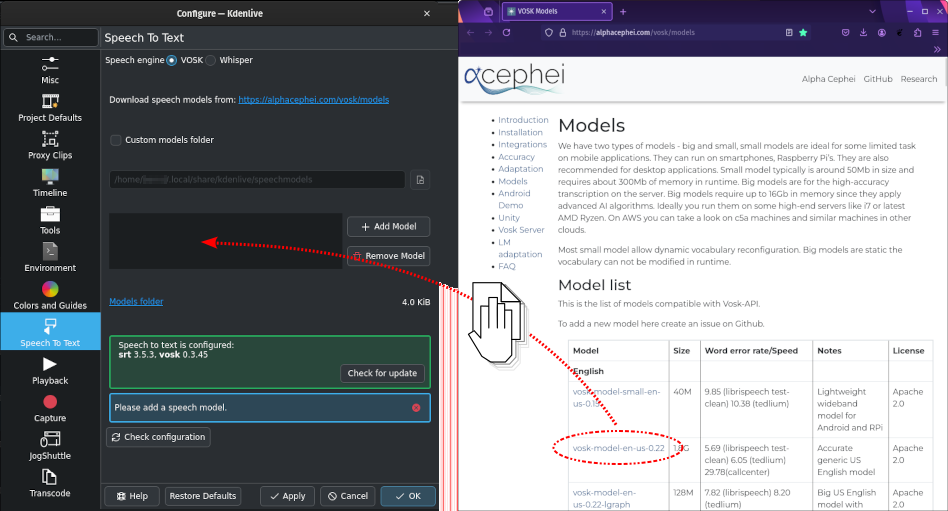 Configure — Kdenlive
Search...
Misc
Project Defaults
Proxy Clips
Timeline
Tools
Environment
Colors and Guides
Speech To Text
Playback
Capture
JogShuttle
Transcode
Speech To Text
Speech engine VOSK Whisper
Download speech models from: https://alphacephei.com/vosk/models
Custom models folder
/.local/share/kdenlive/speechmodels
Add Model
Remove Model
Models folder 4.0 KiB
Speech to text is configured:
srt 3.5.3, vosk 0.3.45
Check for update
Please add a speech model.
Check configuration
Help Restore Defaults Apply Cancel OK
VOSK Models
https://alphacephei.com/vosk/models
αcephei
Alpha Cephei GitHub Research
Introduction
Installation
Integrations
Accuracy
Adaptation
Models
Android
Demo
Unity
Vosk Server
LM
adaptation
FAQ
Models
We have two types of models - big and small, small models are ideal for some limited task
on mobile applications. They can run on smartphones, Raspberry Pi's. They are also
recommended for desktop applications. Small model typically is around 50Mb in size and
requires about 300Mb of memory in runtime. Big models are for the high-accuracy
transcription on the server. Big models require up to 16Gb in memory since they apply
advanced AI algorithms. Ideally you run them on some high-end servers like i7 or latest
AMD Ryzen. On AWS you can take a look on c5a machines and similar machines in other
clouds.
Most small model allow dynamic vocabulary reconfiguration. Big models are static the
vocabulary can not be modified in runtime.
Model list
This is the list of models compatible with Vosk-API.
To add a new model here create an issue on Github.
Model Size Word error rate/Speed Notes License
English
vosk-model-small-en-
us-0.15
40M
9.85 (librispeech test-
clean) 10.38 (tedlium)
Lightweight
wideband
model for
Android and RPi
Apache
2.0
vosk-model-en-us-0.22
1.8G
5.69 (librispeech test-
clean) 6.05 (tedlium)
29.78(callcenter)
Accurate
generic US
English model
Apache
2.0
vosk-model-en-
us-0.22-lgraph
128M
7.82 (librispeech) 8.20
(tedlium)
Big US English
model with
Apache
2.0